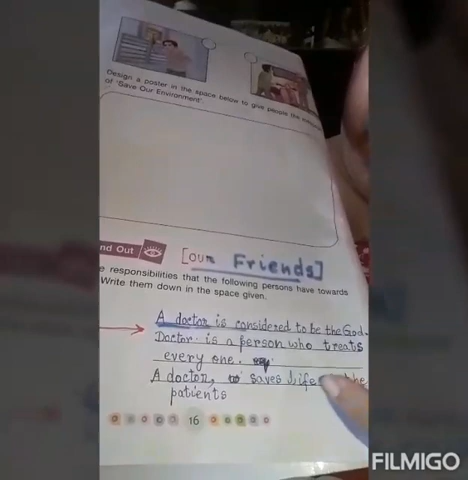 Design a poster in the space below to give people the
of 'Save Our Environment'.
nd Out
[our Friends]
e responsibilities that the following persons have towards
Write them down in the space given.
A doctor is considered to be the God.
Doctor is a person who treats
every one.
A doctor, to saves life the
patients
16
FILMIGO